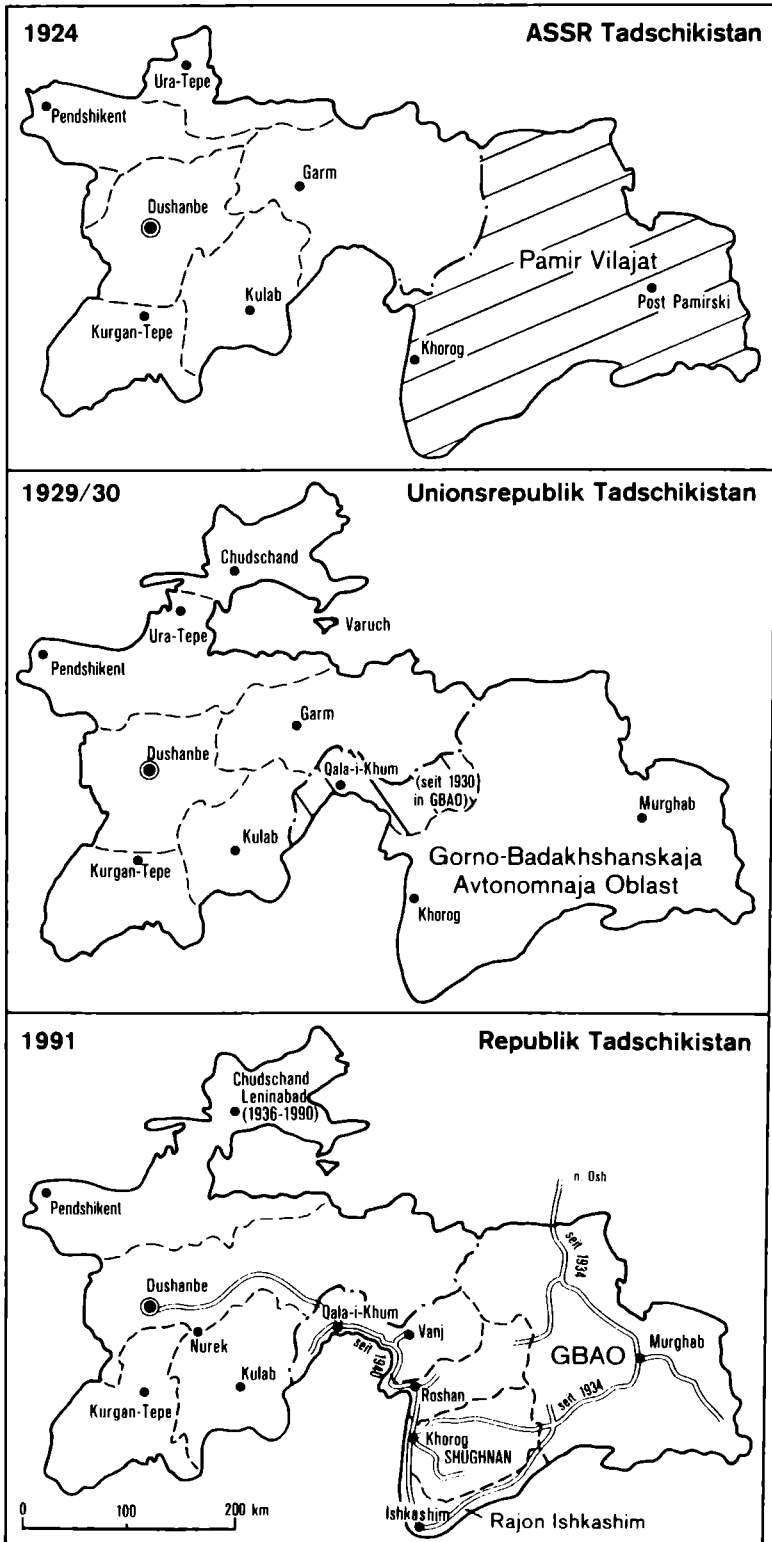 1924
ASSR Tadschikistan
Ura-Tepe
Pendshikent
Garm
Dushanbe
Pamir Vilajat
Post Pamirski
Kulab
Kurgan-Tepe
Khorog
1929/30
Unionsrepublik Tadschikistan
Chudschand
Ura-Tepe
Varuch
Pendshikent
Garm
Dushanbe
Qala-i-Khum
(seit 1930
in GBAO)
Murghab
Kulab
Kurgan-Tepe
Gorno-Badakhshanskaja
Avtonomnaja Oblast
Khorog
1991
Republik Tadschikistan
Chudschand
Leninabad
(1936-1990)
n. Osh
Pendshikent
seit 1934
Dushanbe
Qala-i-Khum
Nurek
Vanj
seit 1940
GBAO
Murghab
Kulab
Kurgan-Tepe
Roshan
seit 1934
Khorog
SHUGHNAN
Ishkashim
Rajon Ishkashim
0 100 200 km